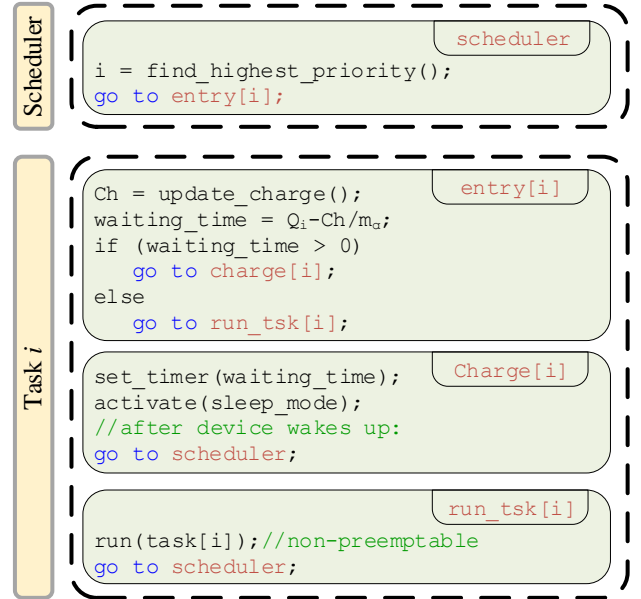 Scheduler
scheduler
i = find_highest_priority();
go to entry[i];
Task i
entry[i]
Ch = update_charge();
waiting_time = Qᵢ-Ch/mα;
if (waiting_time > 0)
go to charge[i];
else
go to run_tsk[i];
Charge[i]
set_timer(waiting_time);
activate(sleep_mode);
//after device wakes up:
go to scheduler;
run_tsk[i]
run(task[i]);//non-preemptable
go to scheduler;